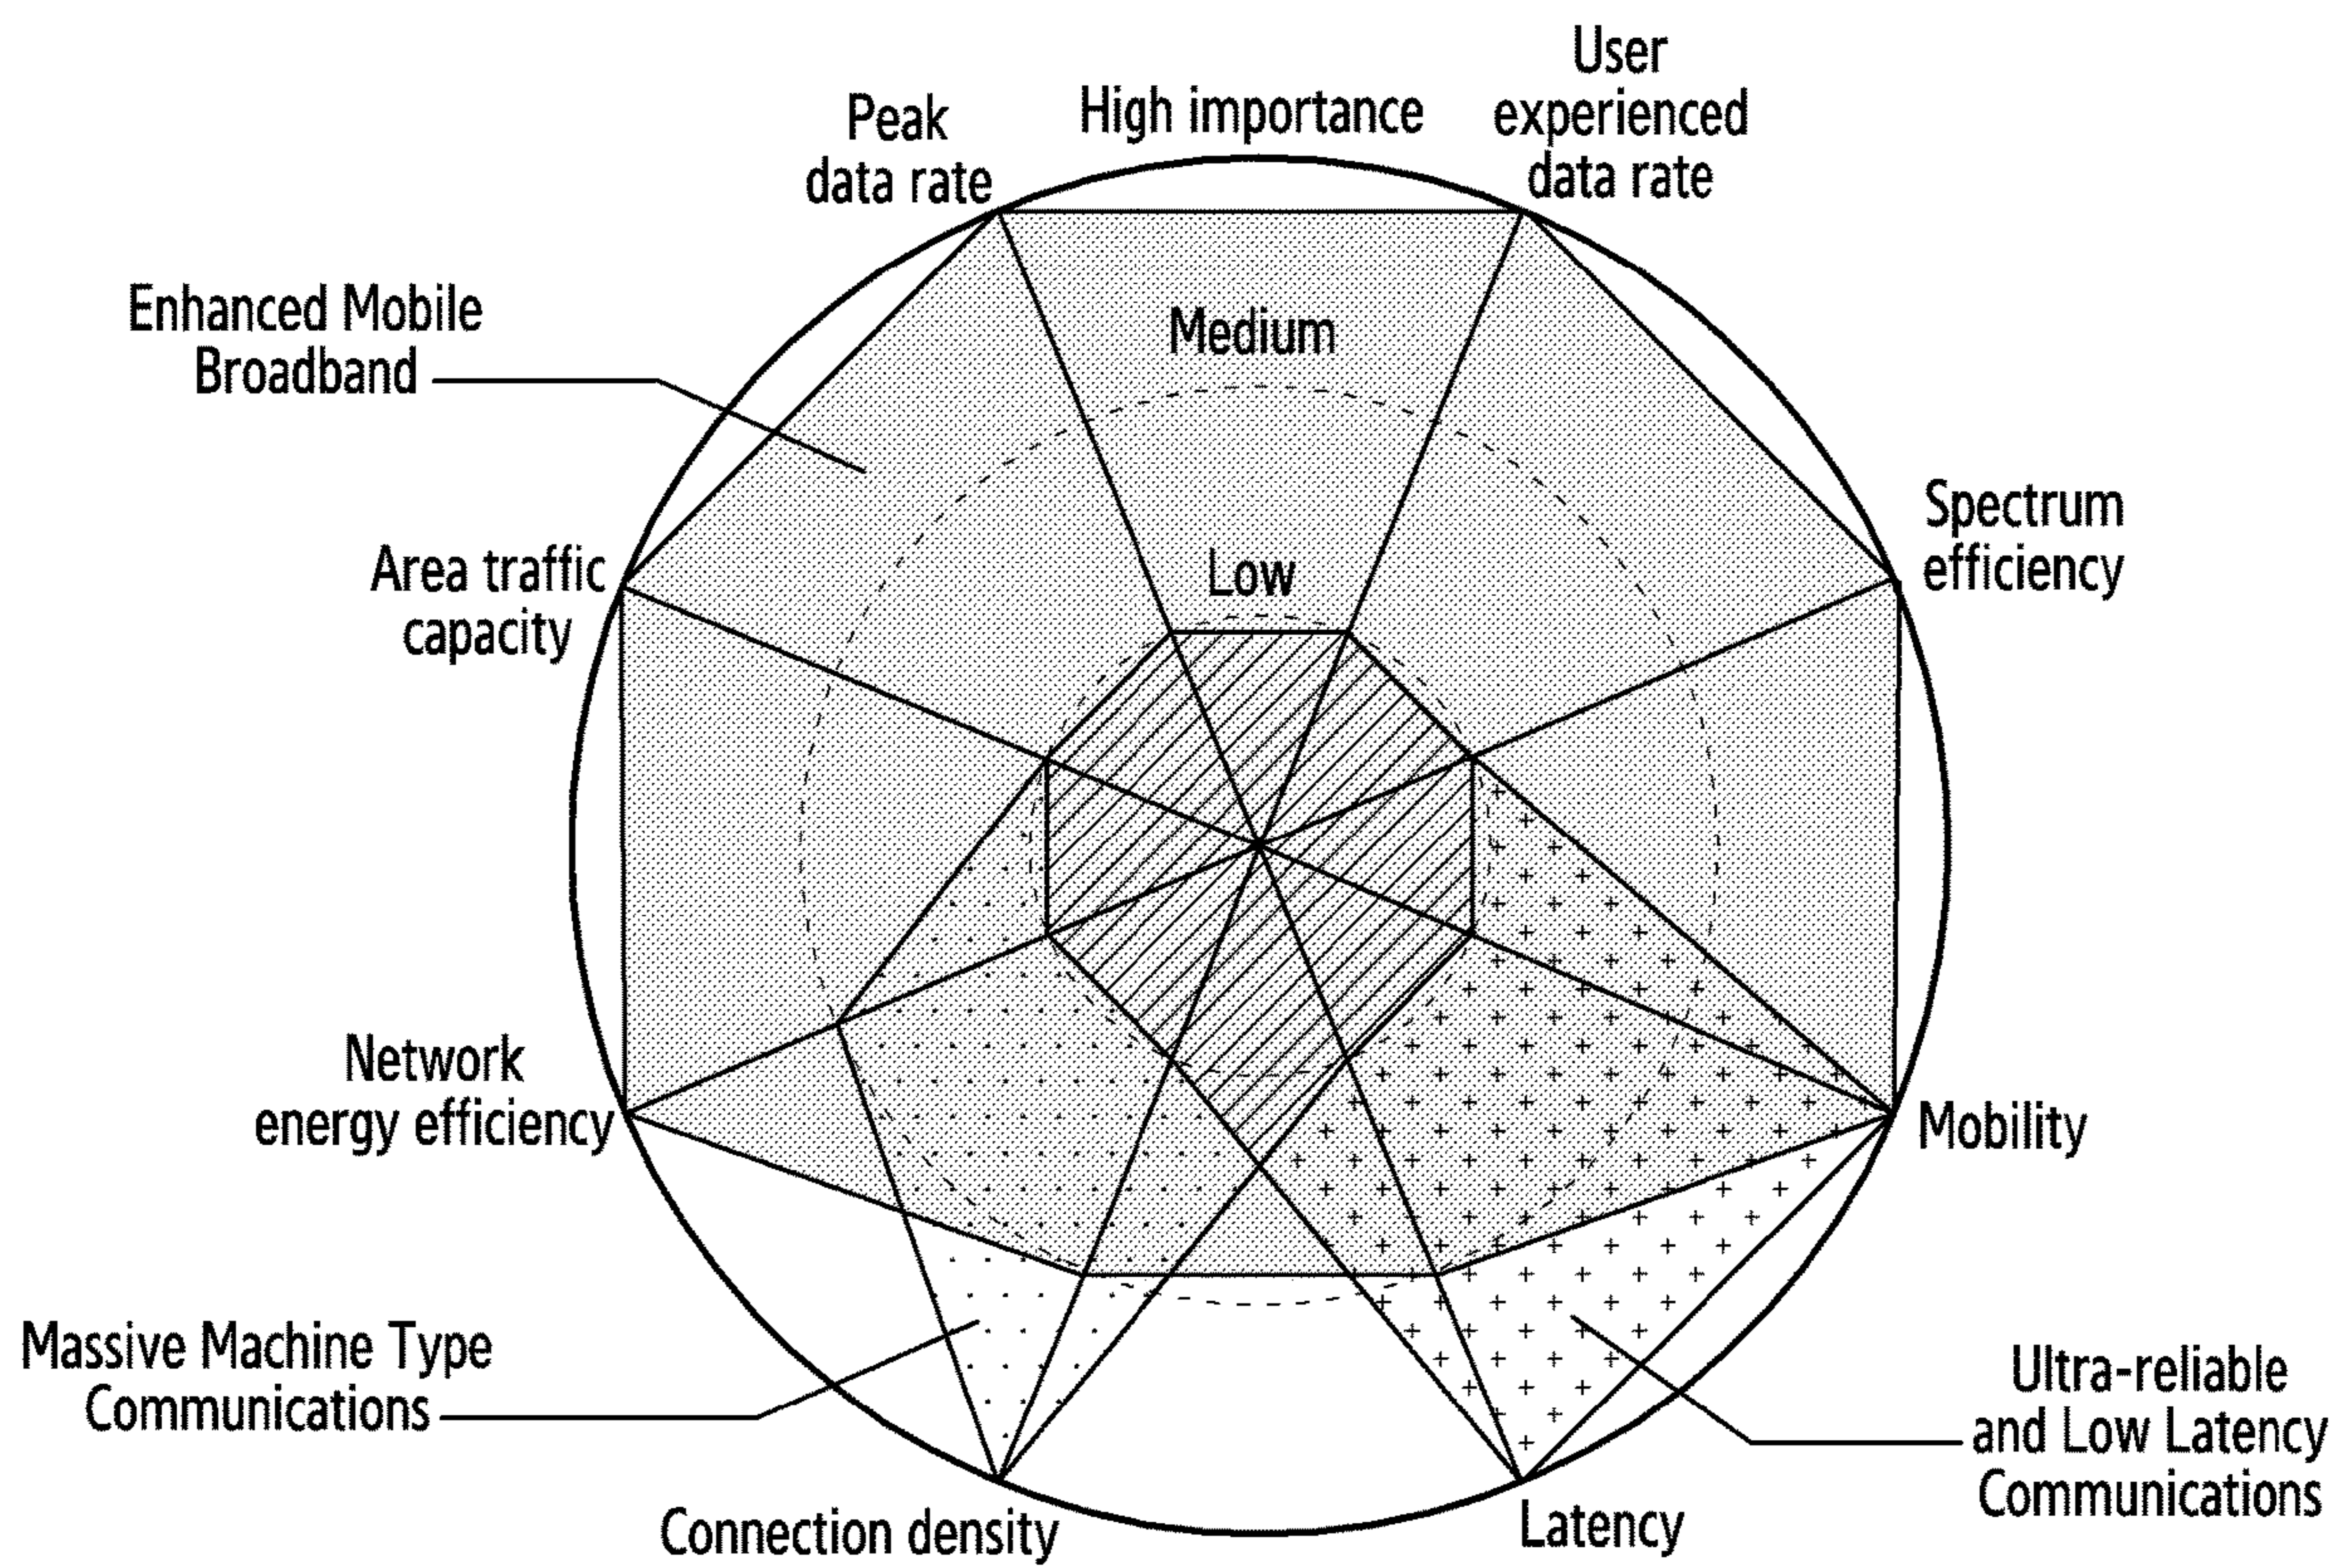 User
experienced
data rate
High importance
Peak
data rate
Enhanced Mobile
Broadband
Medium
Spectrum
efficiency
Area traffic
capacity
Low
Network
energy efficiency
Mobility
Massive Machine Type
Communications
Ultra-reliable
and Low Latency
Communications
Connection density
Latency